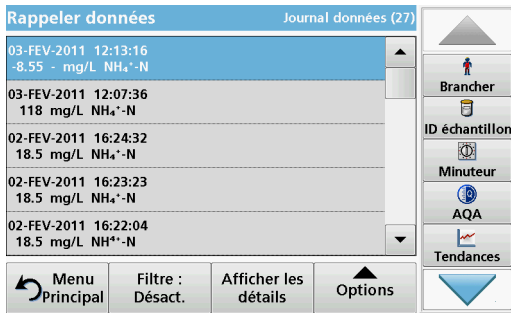 Rappeler données
Journal données (27)
03-FEV-2011 12:13:16
-8.55 - mg/L NH₄⁺-N
03-FEV-2011 12:07:36
118 mg/L NH₄⁺-N
02-FEV-2011 16:24:32
18.5 mg/L NH₄⁺-N
02-FEV-2011 16:23:23
18.5 mg/L NH₄⁺-N
02-FEV-2011 16:22:04
18.5 mg/L NH⁴⁺-N
Brancher
ID échantillon
Minuteur
AQA
Tendances
Menu
Principal
Filtre :
Désact.
Afficher les
détails
Options